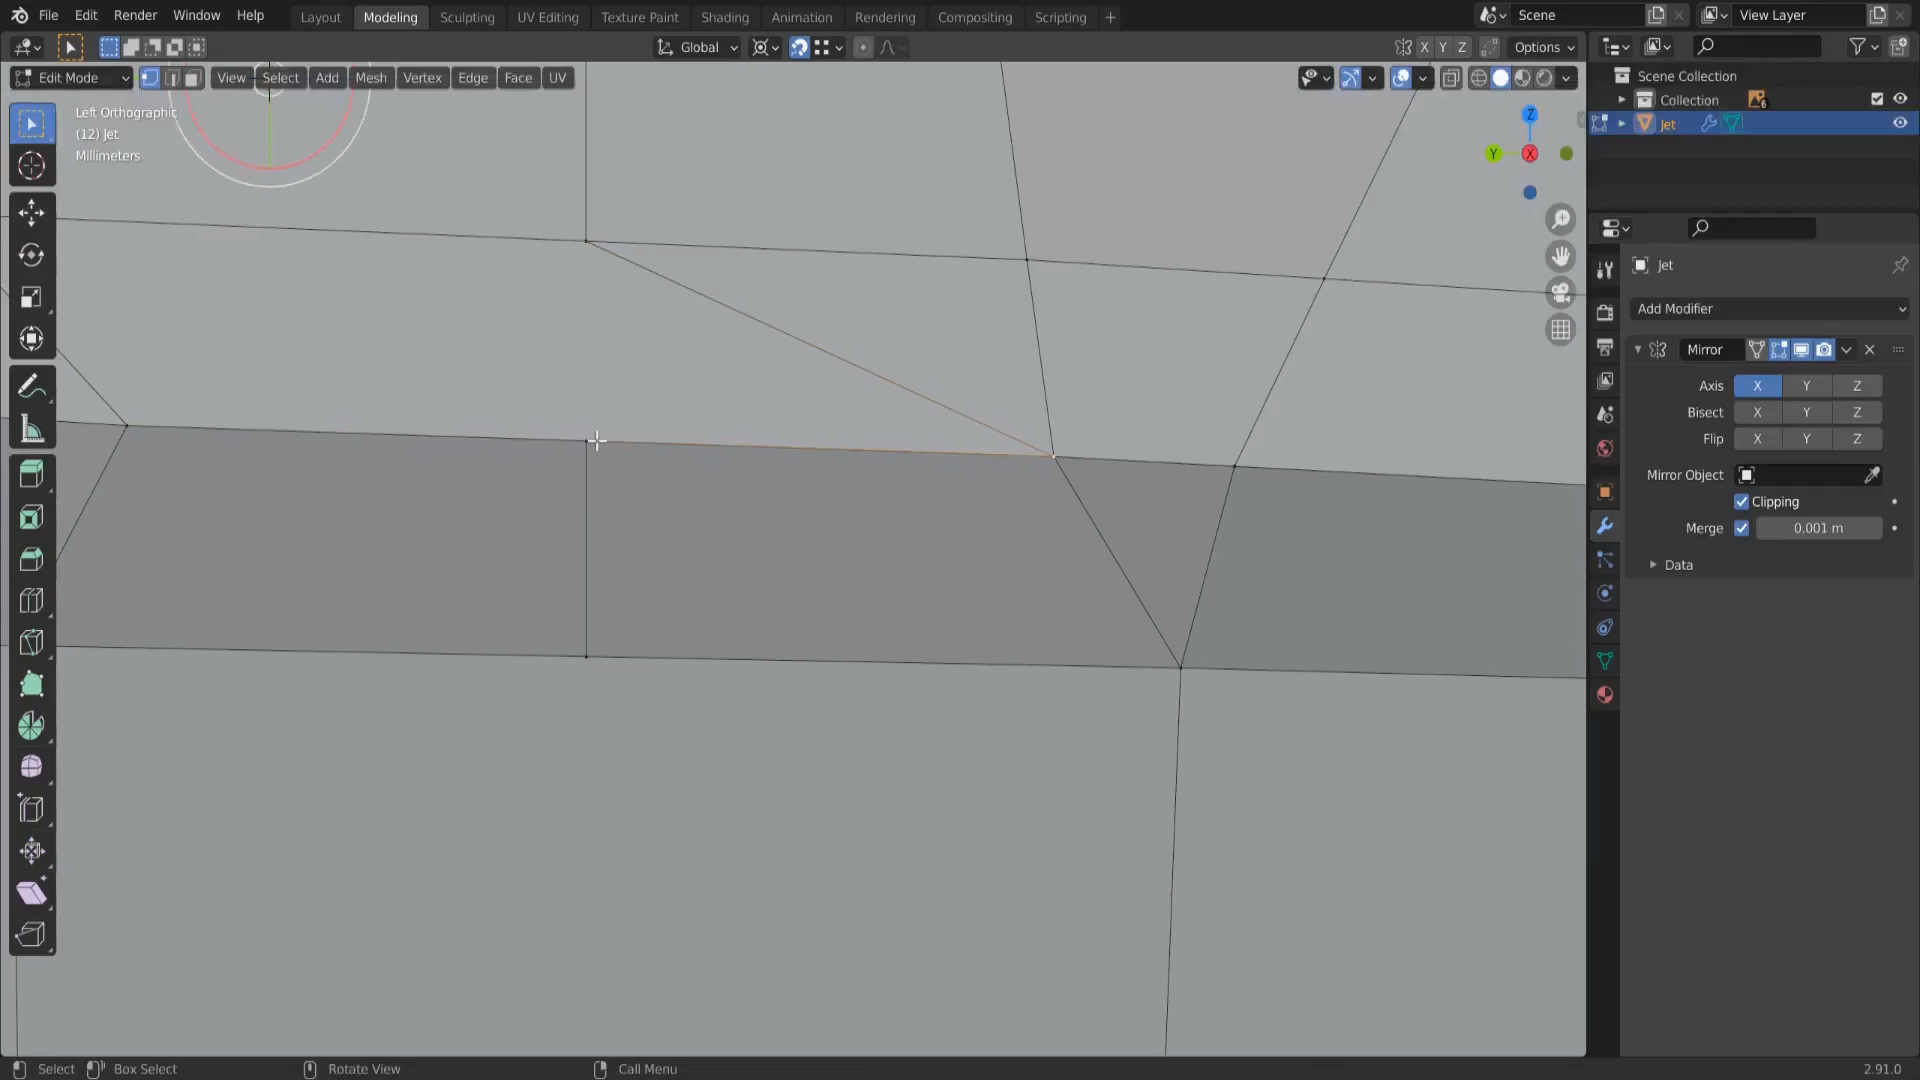 File Edit Render Window Help Layout Modeling Sculpting UV Editing Texture Paint Shading Animation Rendering Compositing Scripting + Scene View Layer
Global X Y Z Options
Edit Mode View Select Add Mesh Vertex Edge Face UV
Scene Collection
Collection 6
Jet
Left Orthographic
(12) Jet
Millimeters
Z
Y X
Jet
Add Modifier
Mirror
Axis X Y Z
Bisect X Y Z
Flip X Y Z
Mirror Object
Clipping
Merge 0.001 m
Data
Select Box Select Rotate View Call Menu 2.91.0